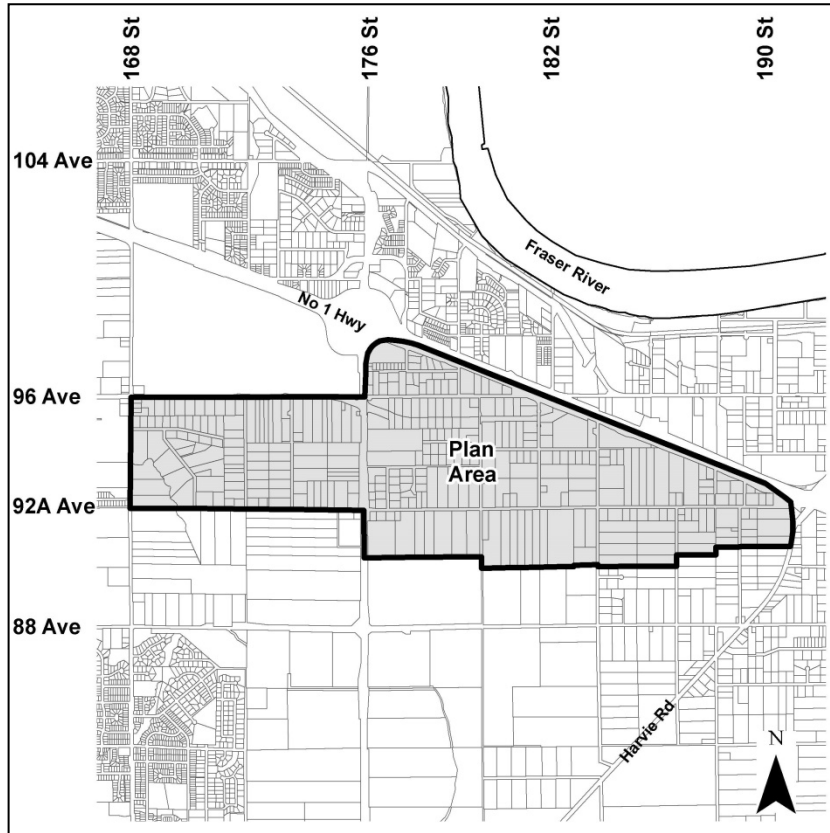 168 St
176 St
182 St
190 St
104 Ave
Fraser River
No 1 Hwy
96 Ave
Plan
Area
92A Ave
88 Ave
Harvie Rd
N